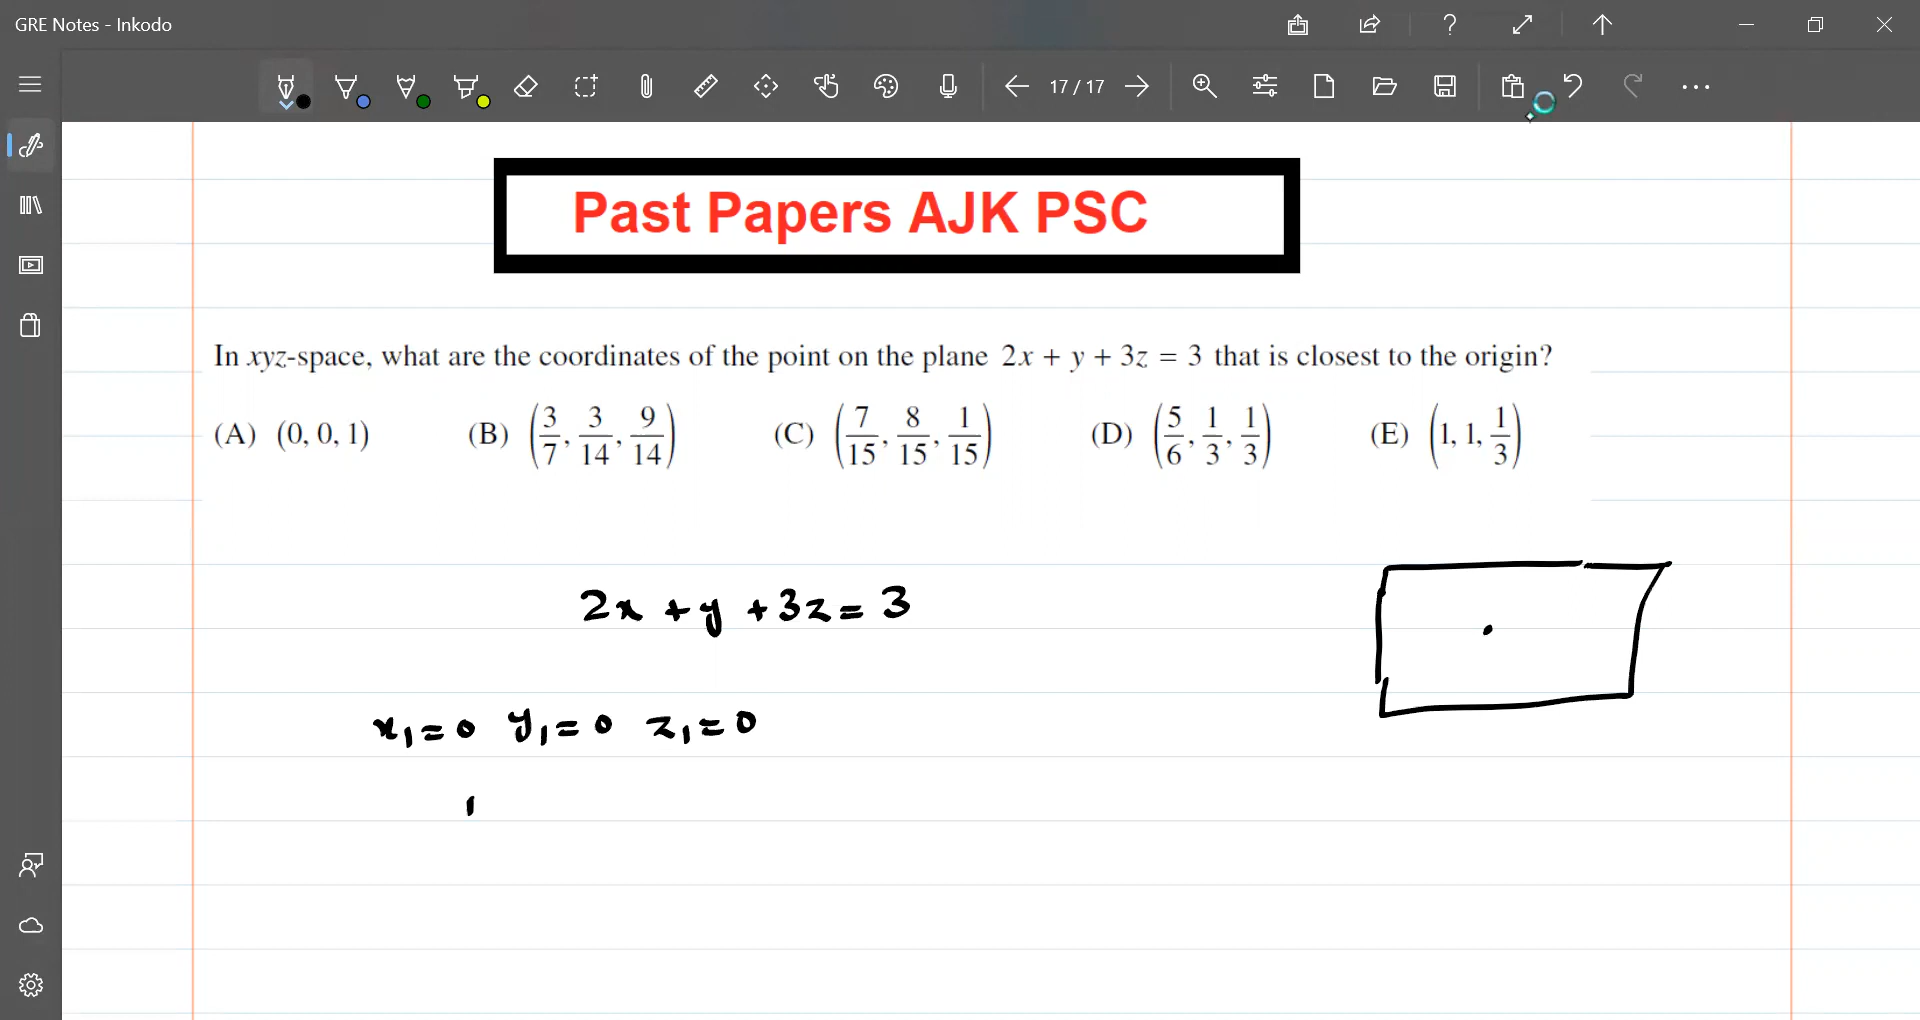 GRE Notes - Inkodo
17 / 17
Past Papers AJK PSC
In xyz-space, what are the coordinates of the point on the plane 2x + y + 3z = 3 that is closest to the origin?
(A) (0, 0, 1) (B) (3/7, 3/14, 9/14) (C) (7/15, 8/15, 1/15) (D) (5/6, 1/3, 1/3) (E) (1, 1, 1/3)
2x + y + 3z = 3
x₁ = 0 y₁ = 0 z₁ = 0